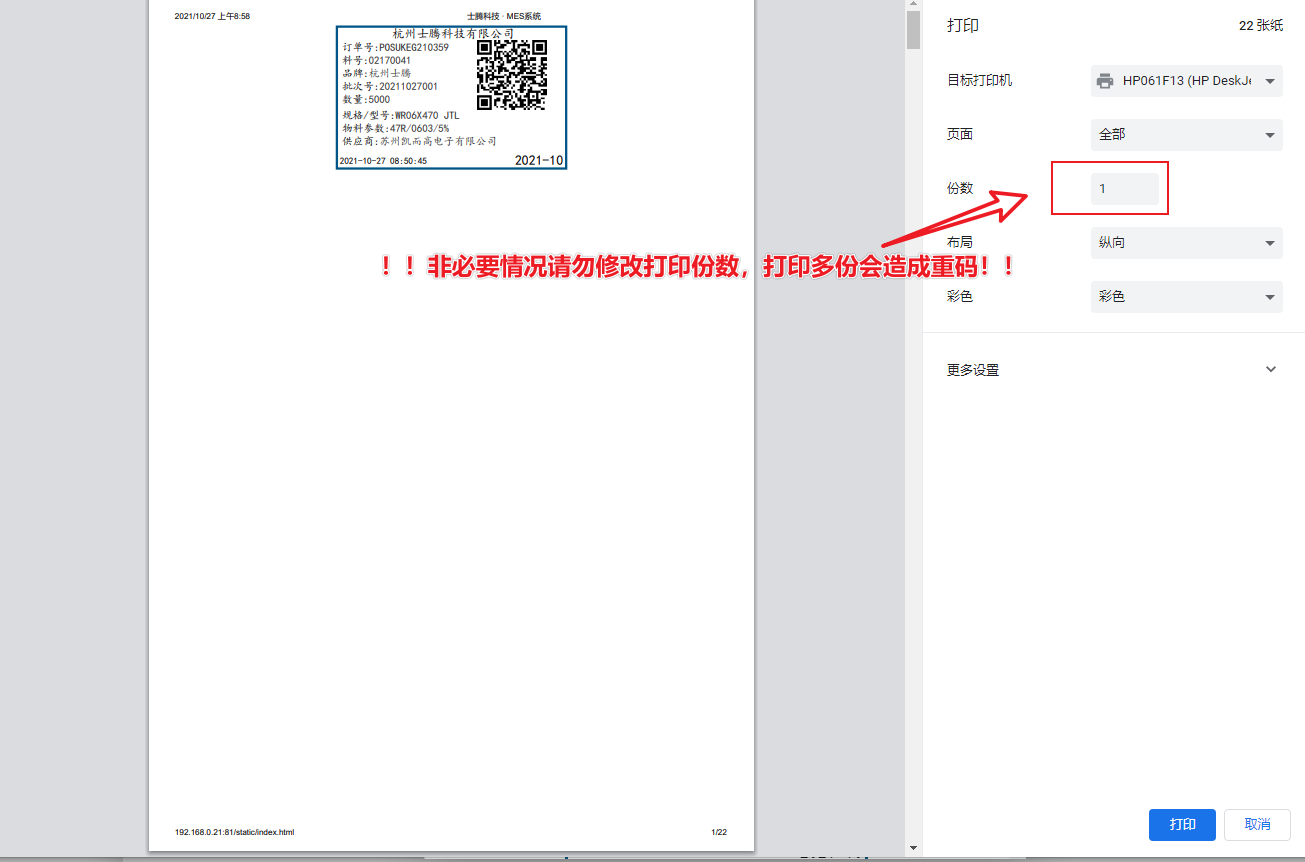 2021/10/27 上午8:58
士腾科技 · MES系统
杭州士腾科技有限公司
订单号:POSUKEG210359
料号:02170041
品牌:杭州士腾
批次号:20211027001
数量:5000
规格/型号:WR06X470 JTL
物料参数:47R/0603/5%
供应商:苏州凯而高电子有限公司
2021-10-27 08:50:45
2021-10
！！非必要情况请勿修改打印份数，打印多份会造成重码！！
192.168.0.21:81/static/index.html
1/22
打印
22 张纸
目标打印机
HP061F13 (HP DeskJe
页面
全部
份数
1
布局
纵向
彩色
彩色
更多设置
打印
取消